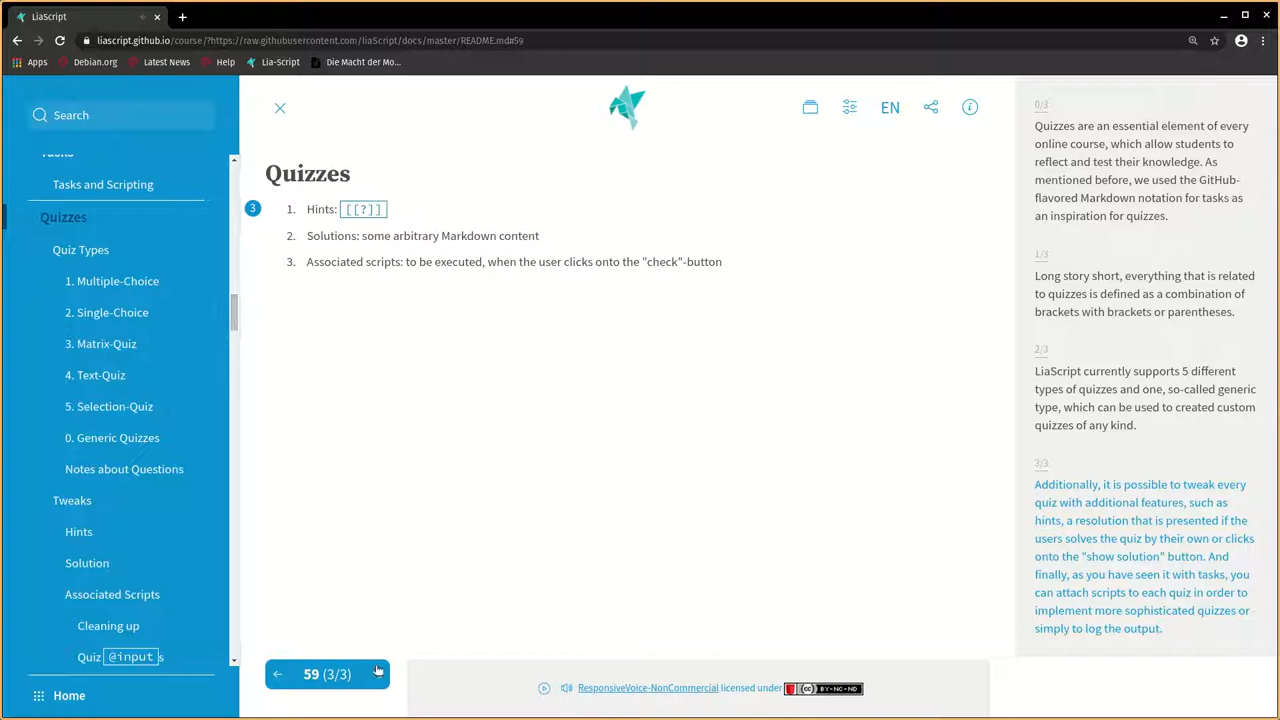 LiaScript
liascript.github.io/course/?https://raw.githubusercontent.com/liaScript/docs/master/README.md#59
Apps
Debian.org
Latest News
Help
Lia-Script
Die Macht der Mo...
Search
Tasks
Tasks and Scripting
Quizzes
Quiz Types
1. Multiple-Choice
2. Single-Choice
3. Matrix-Quiz
4. Text-Quiz
5. Selection-Quiz
0. Generic Quizzes
Notes about Questions
Tweaks
Hints
Solution
Associated Scripts
Cleaning up
Quiz @input s
Home
EN
Quizzes
3
1. Hints: [[?]]
2. Solutions: some arbitrary Markdown content
3. Associated scripts: to be executed, when the user clicks onto the "check"-button
59 (3/3)
ResponsiveVoice-NonCommercial licensed under
CC BY-NC-ND
0/3
Quizzes are an essential element of every
online course, which allow students to
reflect and test their knowledge. As
mentioned before, we used the GitHub-
flavored Markdown notation for tasks as
an inspiration for quizzes.
1/3
Long story short, everything that is related
to quizzes is defined as a combination of
brackets with brackets or parentheses.
2/3
LiaScript currently supports 5 different
types of quizzes and one, so-called generic
type, which can be used to created custom
quizzes of any kind.
3/3
Additionally, it is possible to tweak every
quiz with additional features, such as
hints, a resolution that is presented if the
users solves the quiz by their own or clicks
onto the "show solution" button. And
finally, as you have seen it with tasks, you
can attach scripts to each quiz in order to
implement more sophisticated quizzes or
simply to log the output.